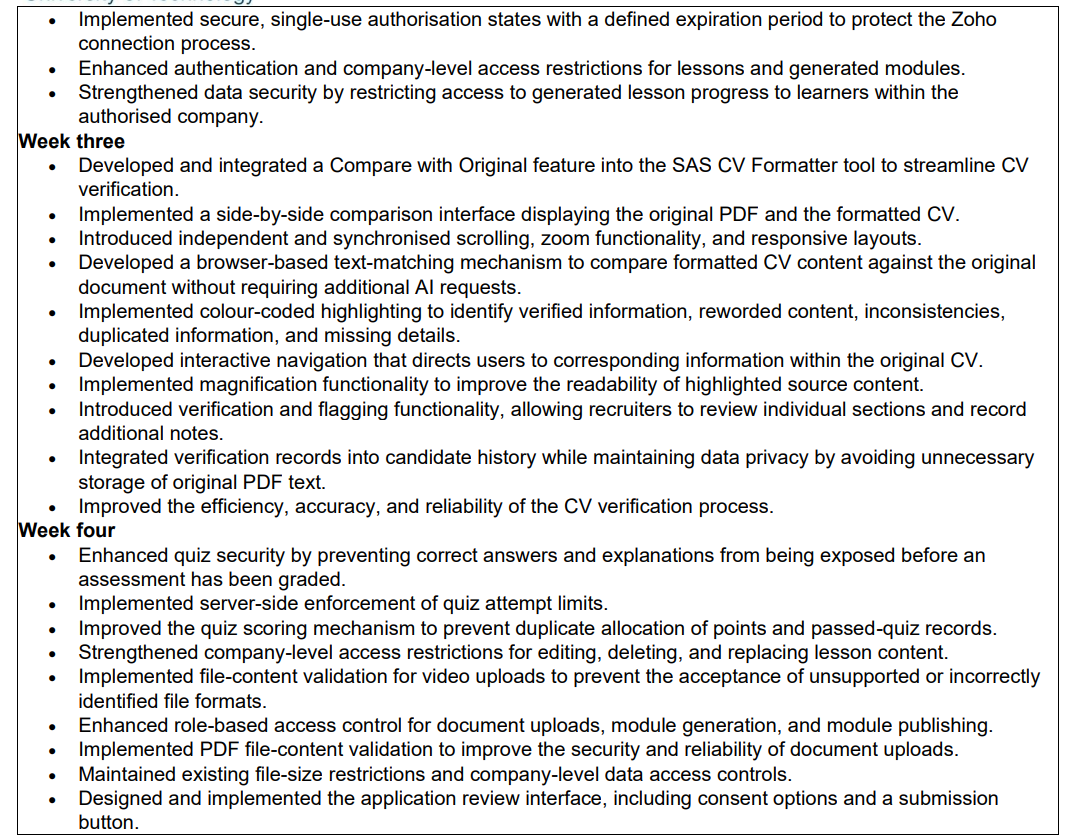 • Implemented secure, single-use authorisation states with a defined expiration period to protect the Zoho
connection process.
• Enhanced authentication and company-level access restrictions for lessons and generated modules.
• Strengthened data security by restricting access to generated lesson progress to learners within the
authorised company.
Week three
• Developed and integrated a Compare with Original feature into the SAS CV Formatter tool to streamline CV
verification.
• Implemented a side-by-side comparison interface displaying the original PDF and the formatted CV.
• Introduced independent and synchronised scrolling, zoom functionality, and responsive layouts.
• Developed a browser-based text-matching mechanism to compare formatted CV content against the original
document without requiring additional AI requests.
• Implemented colour-coded highlighting to identify verified information, reworded content, inconsistencies,
duplicated information, and missing details.
• Developed interactive navigation that directs users to corresponding information within the original CV.
• Implemented magnification functionality to improve the readability of highlighted source content.
• Introduced verification and flagging functionality, allowing recruiters to review individual sections and record
additional notes.
• Integrated verification records into candidate history while maintaining data privacy by avoiding unnecessary
storage of original PDF text.
• Improved the efficiency, accuracy, and reliability of the CV verification process.
Week four
• Enhanced quiz security by preventing correct answers and explanations from being exposed before an
assessment has been graded.
• Implemented server-side enforcement of quiz attempt limits.
• Improved the quiz scoring mechanism to prevent duplicate allocation of points and passed-quiz records.
• Strengthened company-level access restrictions for editing, deleting, and replacing lesson content.
• Implemented file-content validation for video uploads to prevent the acceptance of unsupported or incorrectly
identified file formats.
• Enhanced role-based access control for document uploads, module generation, and module publishing.
• Implemented PDF file-content validation to improve the security and reliability of document uploads.
• Maintained existing file-size restrictions and company-level data access controls.
• Designed and implemented the application review interface, including consent options and a submission
button.